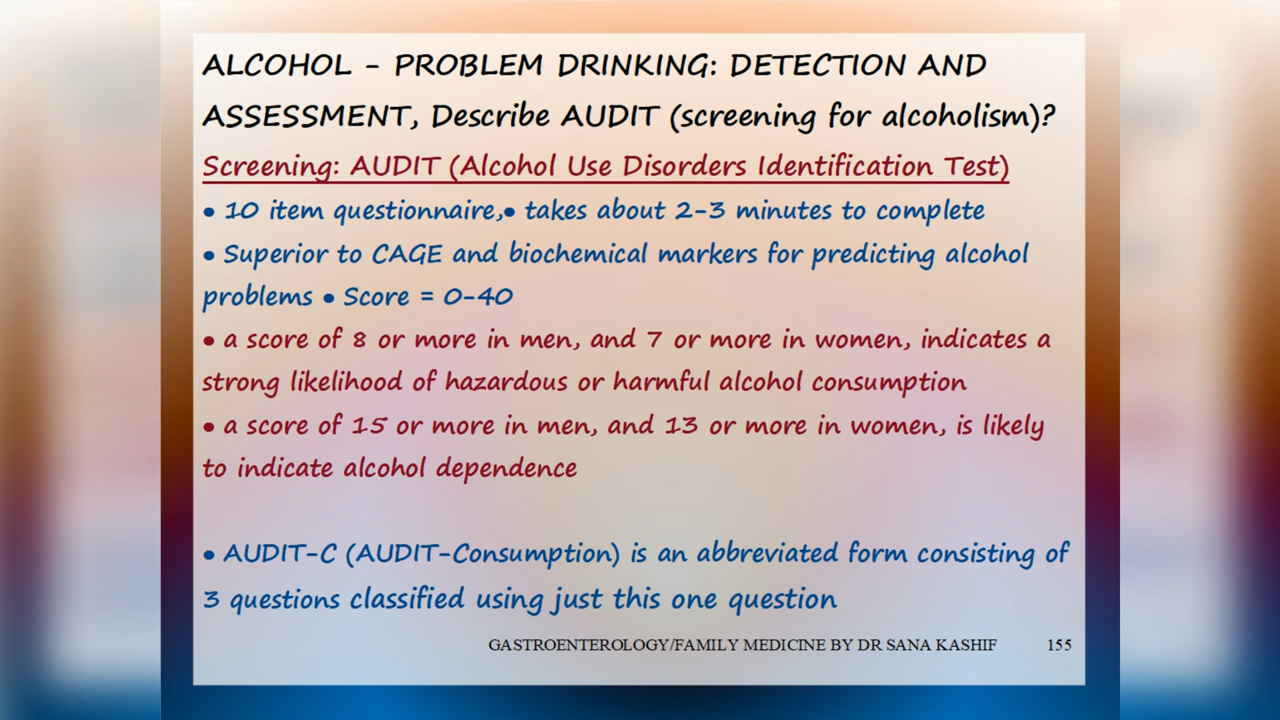 ALCOHOL - PROBLEM DRINKING: DETECTION AND
ASSESSMENT, Describe AUDIT (screening for alcoholism)?
Screening: AUDIT (Alcohol Use Disorders Identification Test)
• 10 item questionnaire,• takes about 2-3 minutes to complete
• Superior to CAGE and biochemical markers for predicting alcohol
problems • Score = 0-40
• a score of 8 or more in men, and 7 or more in women, indicates a
strong likelihood of hazardous or harmful alcohol consumption
• a score of 15 or more in men, and 13 or more in women, is likely
to indicate alcohol dependence
• AUDIT-C (AUDIT-Consumption) is an abbreviated form consisting of
3 questions classified using just this one question
GASTROENTEROLOGY/FAMILY MEDICINE BY DR SANA KASHIF 155